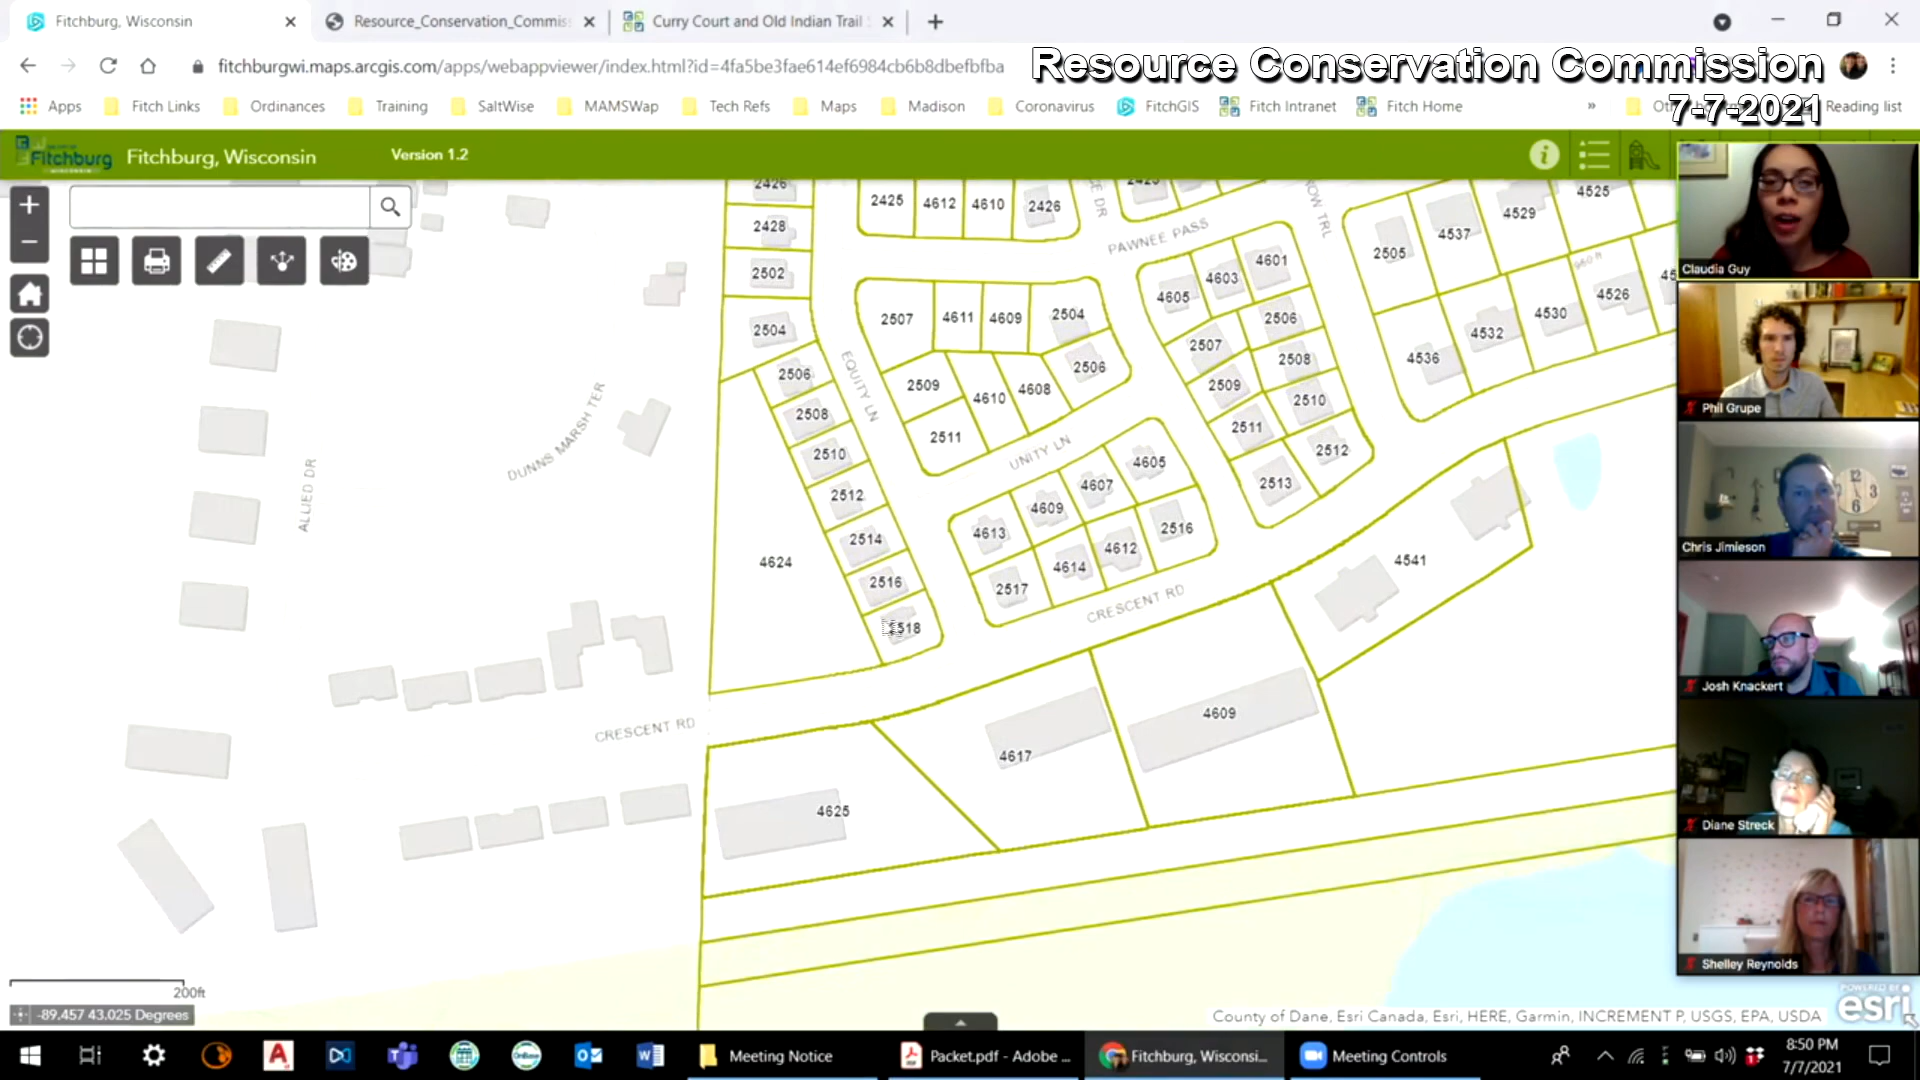 Fitchburg, Wisconsin
Resource_Conservation_Commis
Curry Court and Old Indian Trail
fitchburgwi.maps.arcgis.com/apps/webappviewer/index.html?id=4fa5be3fae614ef6984cb6b8dbefbfba
Resource Conservation Commission
7-7-2021
Apps
Fitch Links
Ordinances
Training
SaltWise
MAMSWap
Tech Refs
Maps
Madison
Coronavirus
FitchGIS
Fitch Intranet
Fitch Home
»
Reading list
Fitchburg
Fitchburg, Wisconsin
Version 1.2
2426
2425
4612
4610
2426
2428
2502
2504
2506
2508
2510
2512
2514
2516
2518
4624
EQUITY LN
2507
4611
4609
2504
2509
4610
4608
2506
2511
UNITY LN
PAWNEE PASS
4605
4603
4601
2507
2506
2509
2508
2511
2510
2513
2512
4525
4529
4537
2505
4526
4530
4532
4536
4605
4607
4609
4613
2516
4612
4614
2517
CRESCENT RD
4541
4609
4617
4625
CRESCENT RD
ALLIED DR
DUNNS MARSH TER
Claudia Guy
Phil Grupe
Chris Jimieson
Josh Knackert
Diane Streck
Shelley Reynolds
200ft
-89.457 43.025 Degrees
County of Dane, Esri Canada, Esri, HERE, Garmin, INCREMENT P, USGS, EPA, USDA
POWERED BY
esri
Meeting Notice
Packet.pdf - Adobe ...
Fitchburg, Wisconsi...
Meeting Controls
8:50 PM
7/7/2021